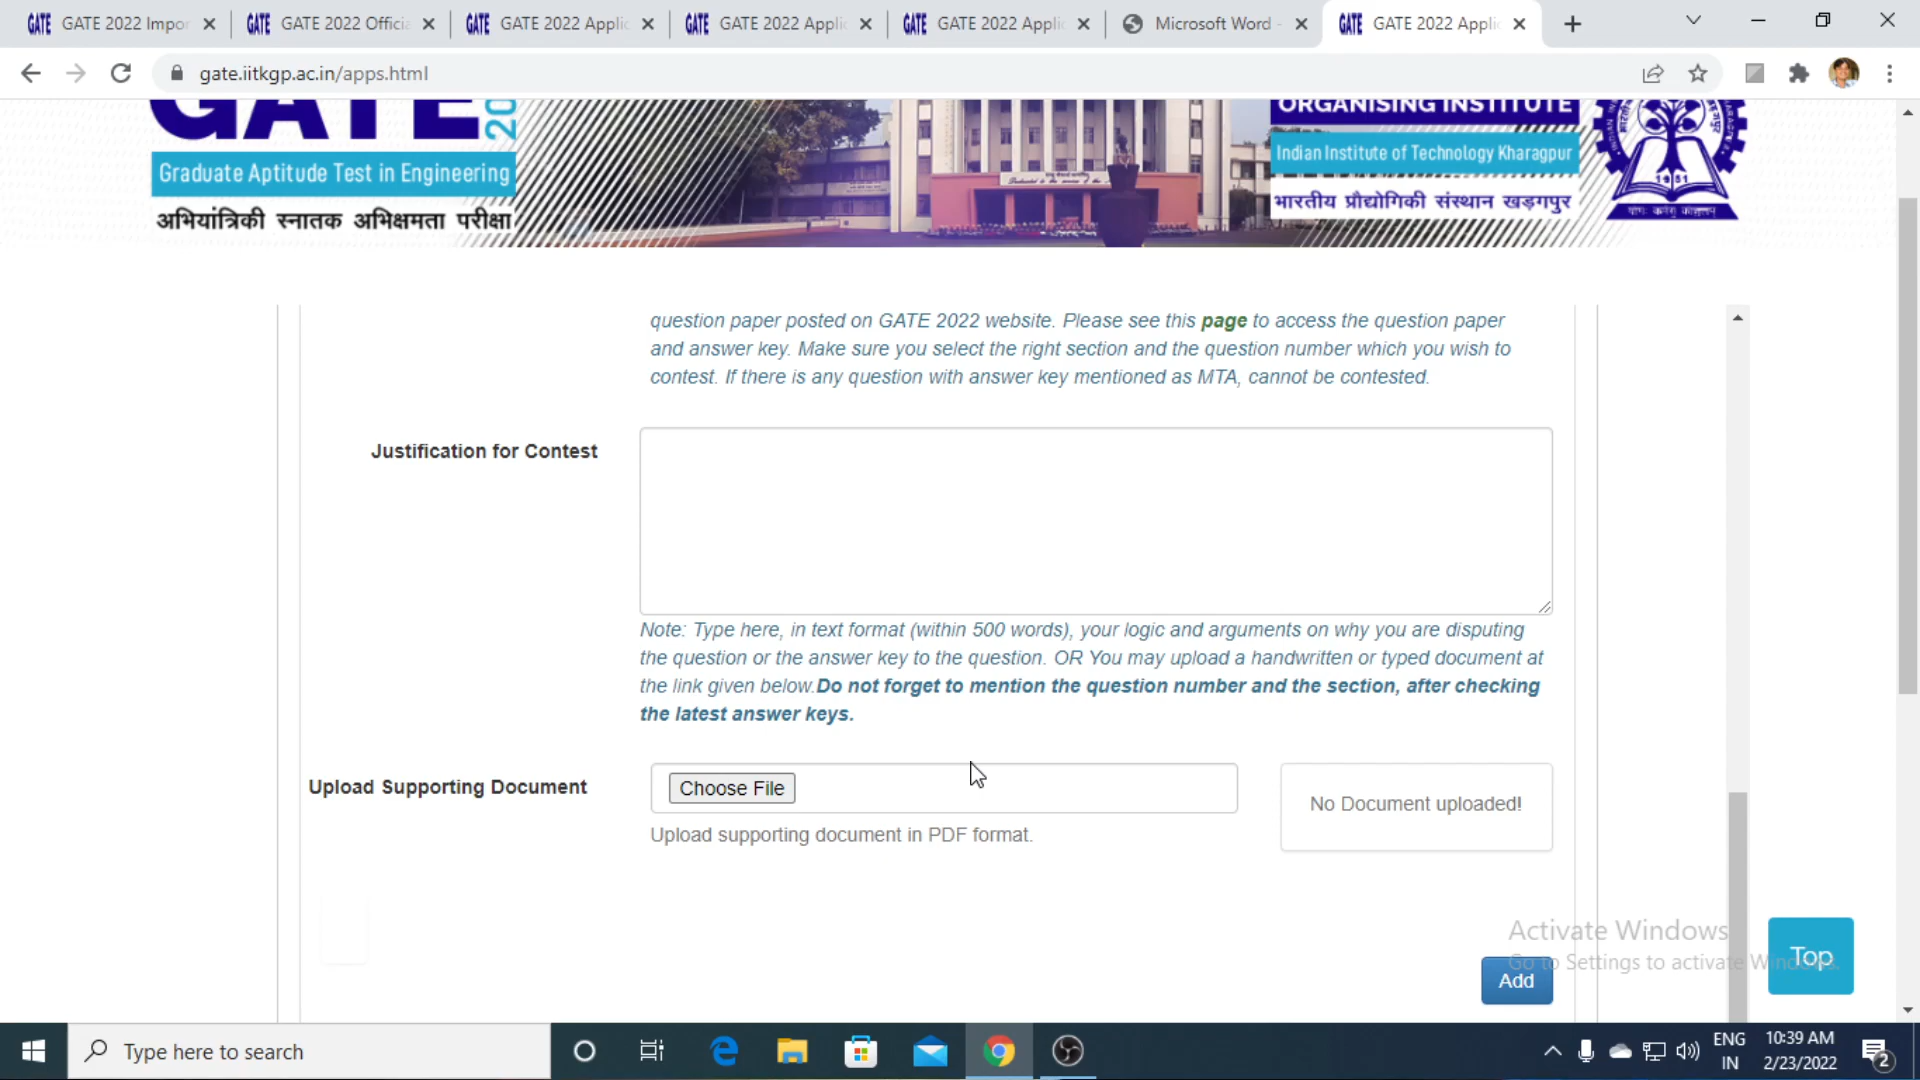 GATE 2022 Impor
GATE 2022 Officia
GATE 2022 Applic
GATE 2022 Applic
GATE 2022 Applic
Microsoft Word -
GATE 2022 Applic
gate.iitkgp.ac.in/apps.html
GATE 20
Graduate Aptitude Test in Engineering
अभियांत्रिकी स्नातक अभिक्षमता परीक्षा
ORGANISING INSTITUTE
Indian Institute of Technology Kharagpur
भारतीय प्रौद्योगिकी संस्थान खड़गपुर
1951
question paper posted on GATE 2022 website. Please see this page to access the question paper
and answer key. Make sure you select the right section and the question number which you wish to
contest. If there is any question with answer key mentioned as MTA, cannot be contested.
Justification for Contest
Note: Type here, in text format (within 500 words), your logic and arguments on why you are disputing
the question or the answer key to the question. OR You may upload a handwritten or typed document at
the link given below.Do not forget to mention the question number and the section, after checking
the latest answer keys.
Upload Supporting Document
Choose File
No Document uploaded!
Upload supporting document in PDF format.
Activate Windows
Go to Settings to activate Windows.
Top
Add
Type here to search
ENG
IN
10:39 AM
2/23/2022
2